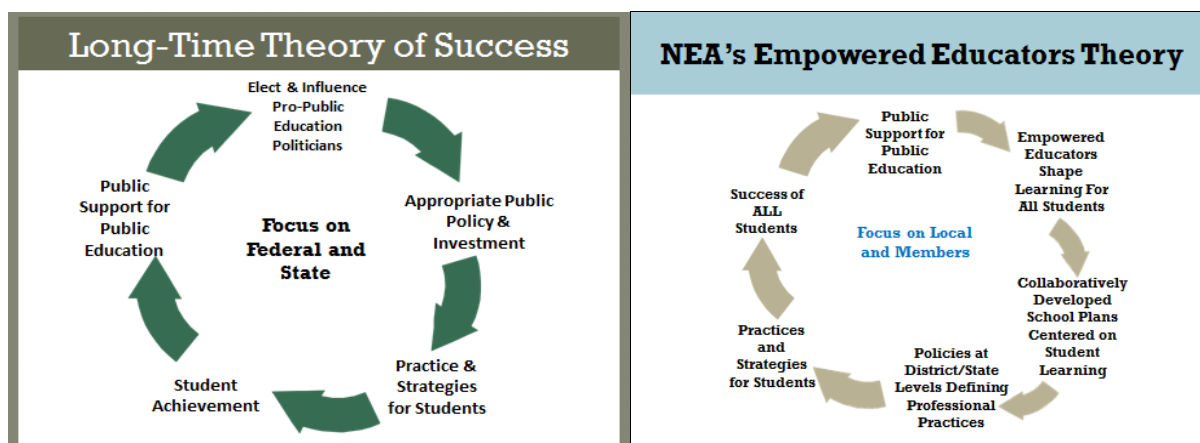 Long-Time Theory of Success
Elect & Influence
Pro-Public
Education
Politicians
Appropriate Public
Policy &
Investment
Practice &
Strategies
for Students
Student
Achievement
Public
Support for
Public
Education
Focus on
Federal and
State
NEA's Empowered Educators Theory
Public
Support for
Public
Education
Empowered
Educators
Shape
Learning For
All Students
Collaboratively
Developed
School Plans
Centered on
Student
Learning
Policies at
District/State
Levels Defining
Professional
Practices
Practices and
Strategies
for Students
Success of
ALL
Students
Focus on Local
and Members